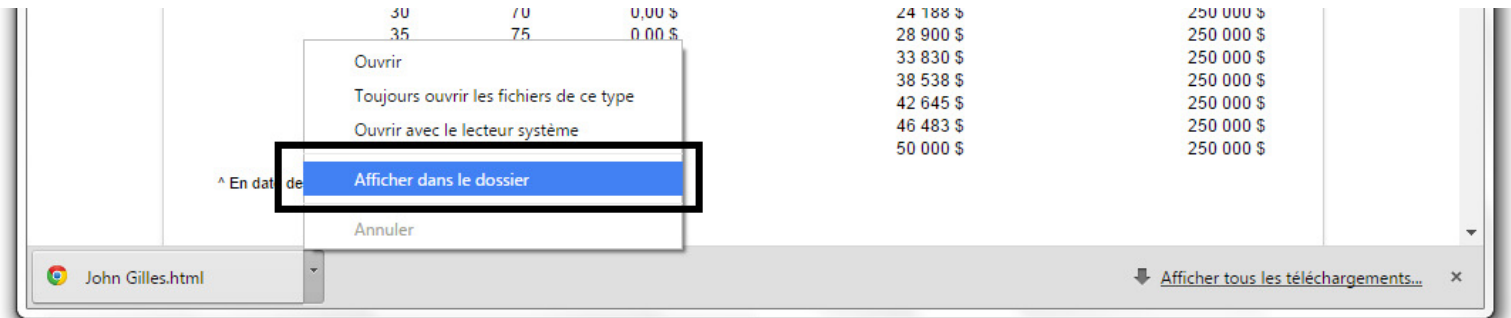 30 70 0,00 $ 24 188 $ 250 000 $
35 75 0,00 $ 28 900 $ 250 000 $
33 830 $ 250 000 $
38 538 $ 250 000 $
42 645 $ 250 000 $
46 483 $ 250 000 $
50 000 $ 250 000 $
Ouvrir
Toujours ouvrir les fichiers de ce type
Ouvrir avec le lecteur système
^ En date de
Afficher dans le dossier
Annuler
John Gilles.html
Afficher tous les téléchargements...